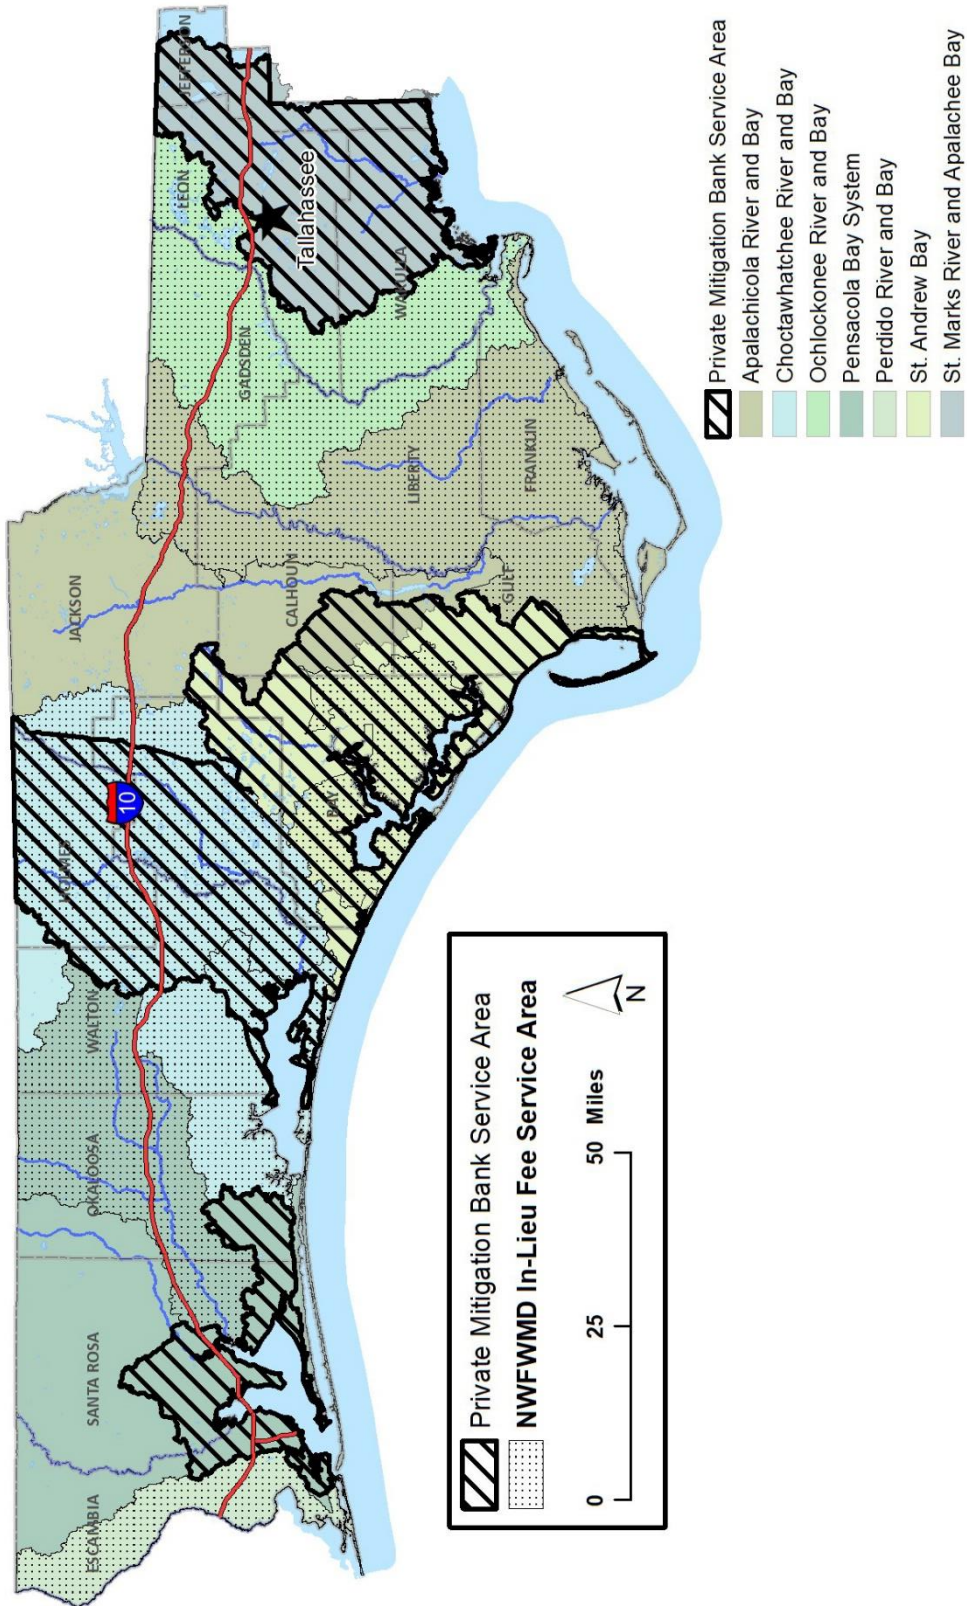 ESCAMBIA
SANTA ROSA
OKALOOSA
WALTON
HOLMES
JACKSON
BAY
CALHOUN
GULF
LIBERTY
FRANKLIN
GADSDEN
LEON
WAKULLA
JEFFERSON
10
Tallahassee
Private Mitigation Bank Service Area
NWFWMD In-Lieu Fee Service Area
0 25 50 Miles
N
Private Mitigation Bank Service Area
Apalachicola River and Bay
Choctawhatchee River and Bay
Ochlockonee River and Bay
Pensacola Bay System
Perdido River and Bay
St. Andrew Bay
St. Marks River and Apalachee Bay